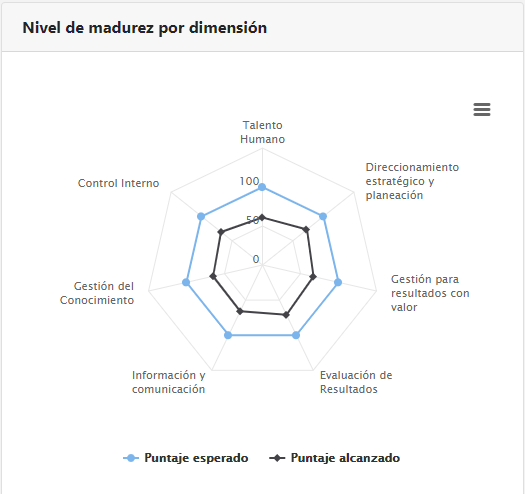 Nivel de madurez por dimensión
Talento
Humano
Direccionamiento
estratégico y
planeación
Control Interno
100
50
0
Gestión para
resultados con
valor
Gestión del
Conocimiento
Información y
comunicación
Evaluación de
Resultados
Puntaje esperado
Puntaje alcanzado